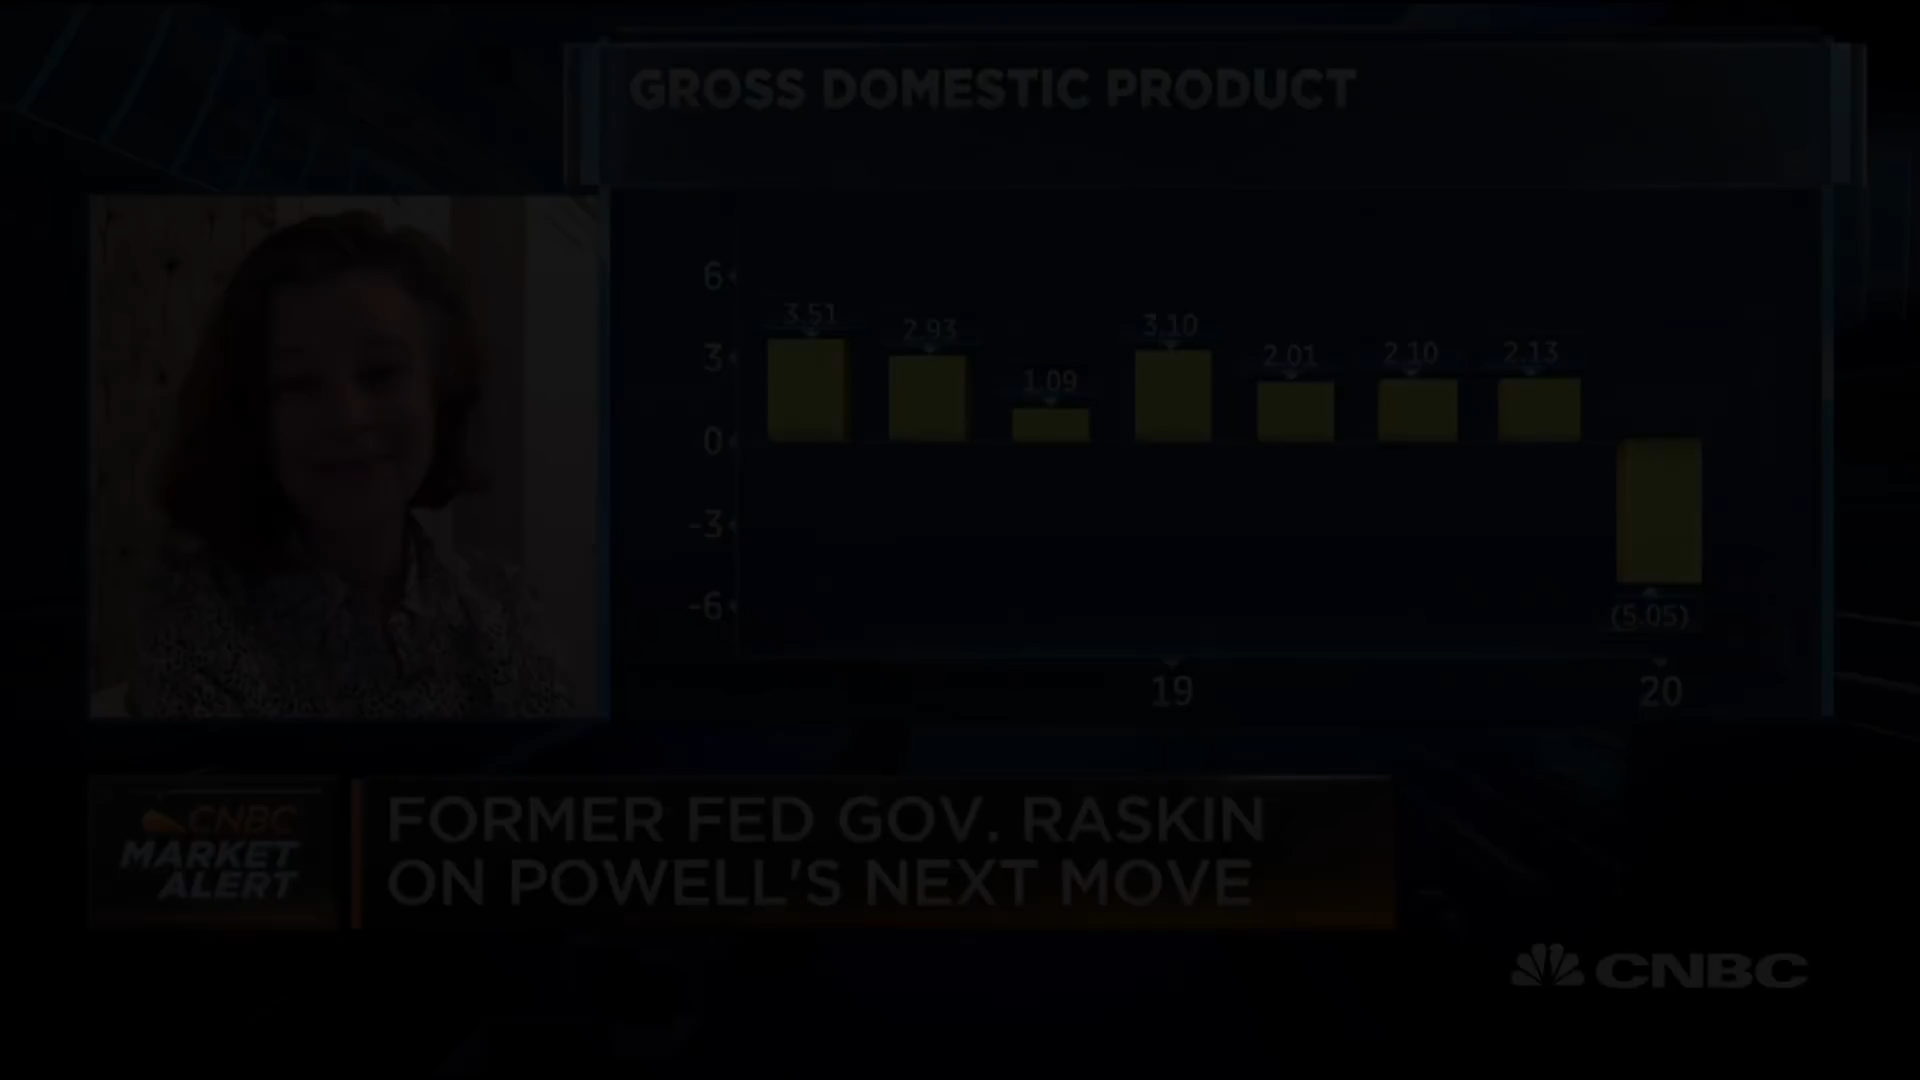 GROSS DOMESTIC PRODUCT
6
3
0
-3
-6
3.51
2.93
1.09
3.10
2.01
2.10
2.13
(5.05)
19
20
CNBC
MARKET
ALERT
FORMER FED GOV. RASKIN
ON POWELL'S NEXT MOVE
CNBC